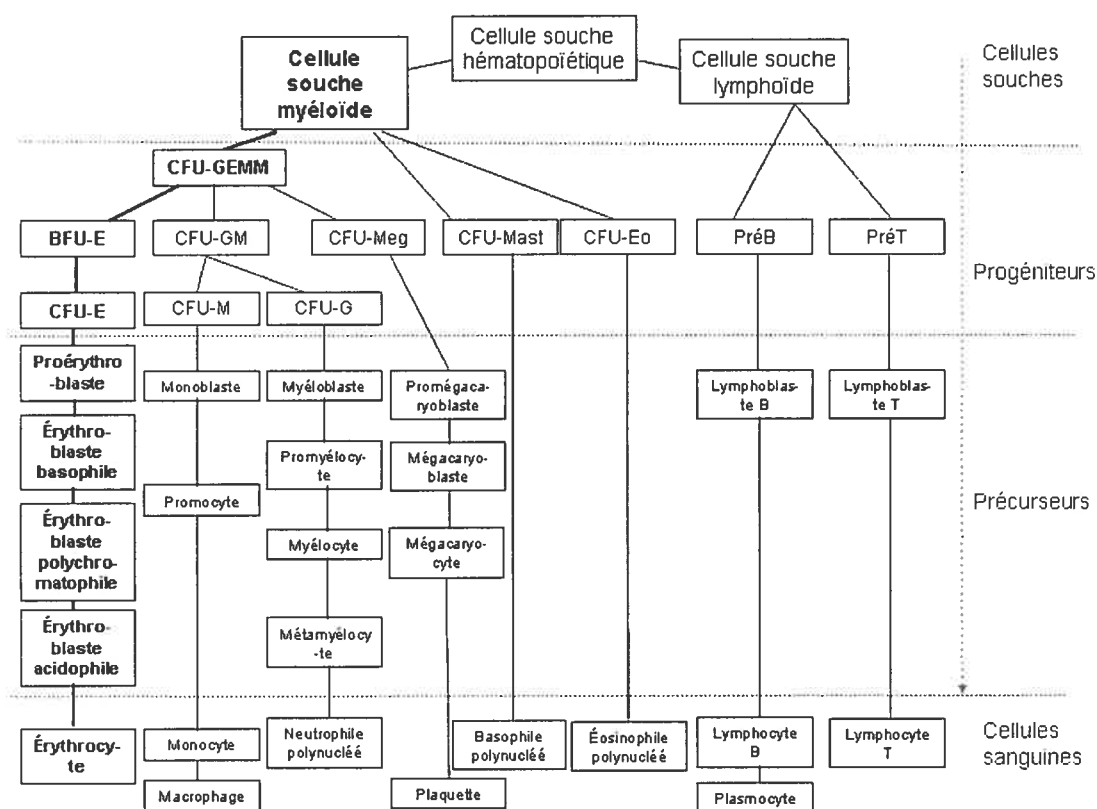 Cellule souche
hématopoïétique
Cellule
souche
myéloïde
Cellule souche
lymphoïde
Cellules
souches
CFU-GEMM
BFU-E
CFU-GM
CFU-Meg
CFU-Mast
CFU-Eo
PréB
PréT
Progéniteurs
CFU-E
CFU-M
CFU-G
Proérythro
-blaste
Monoblaste
Myéloblaste
Promégaca-
ryoblaste
Lymphoblas-
te B
Lymphoblas-
te T
Érythro-
blaste
basophile
Promyélocy-
te
Mégacaryo-
blaste
Promocyte
Précurseurs
Érythro-
blaste
polychro-
matophile
Myélocyte
Mégacaryo-
cyte
Érythro-
blaste
acidophile
Métamyélocy
-te
Érythrocy-
te
Monocyte
Neutrophile
polynucléé
Basophile
polynucléé
Éosinophile
polynucléé
Lymphocyte
B
Lymphocyte
T
Cellules
sanguines
Macrophage
Plaquette
Plasmocyte